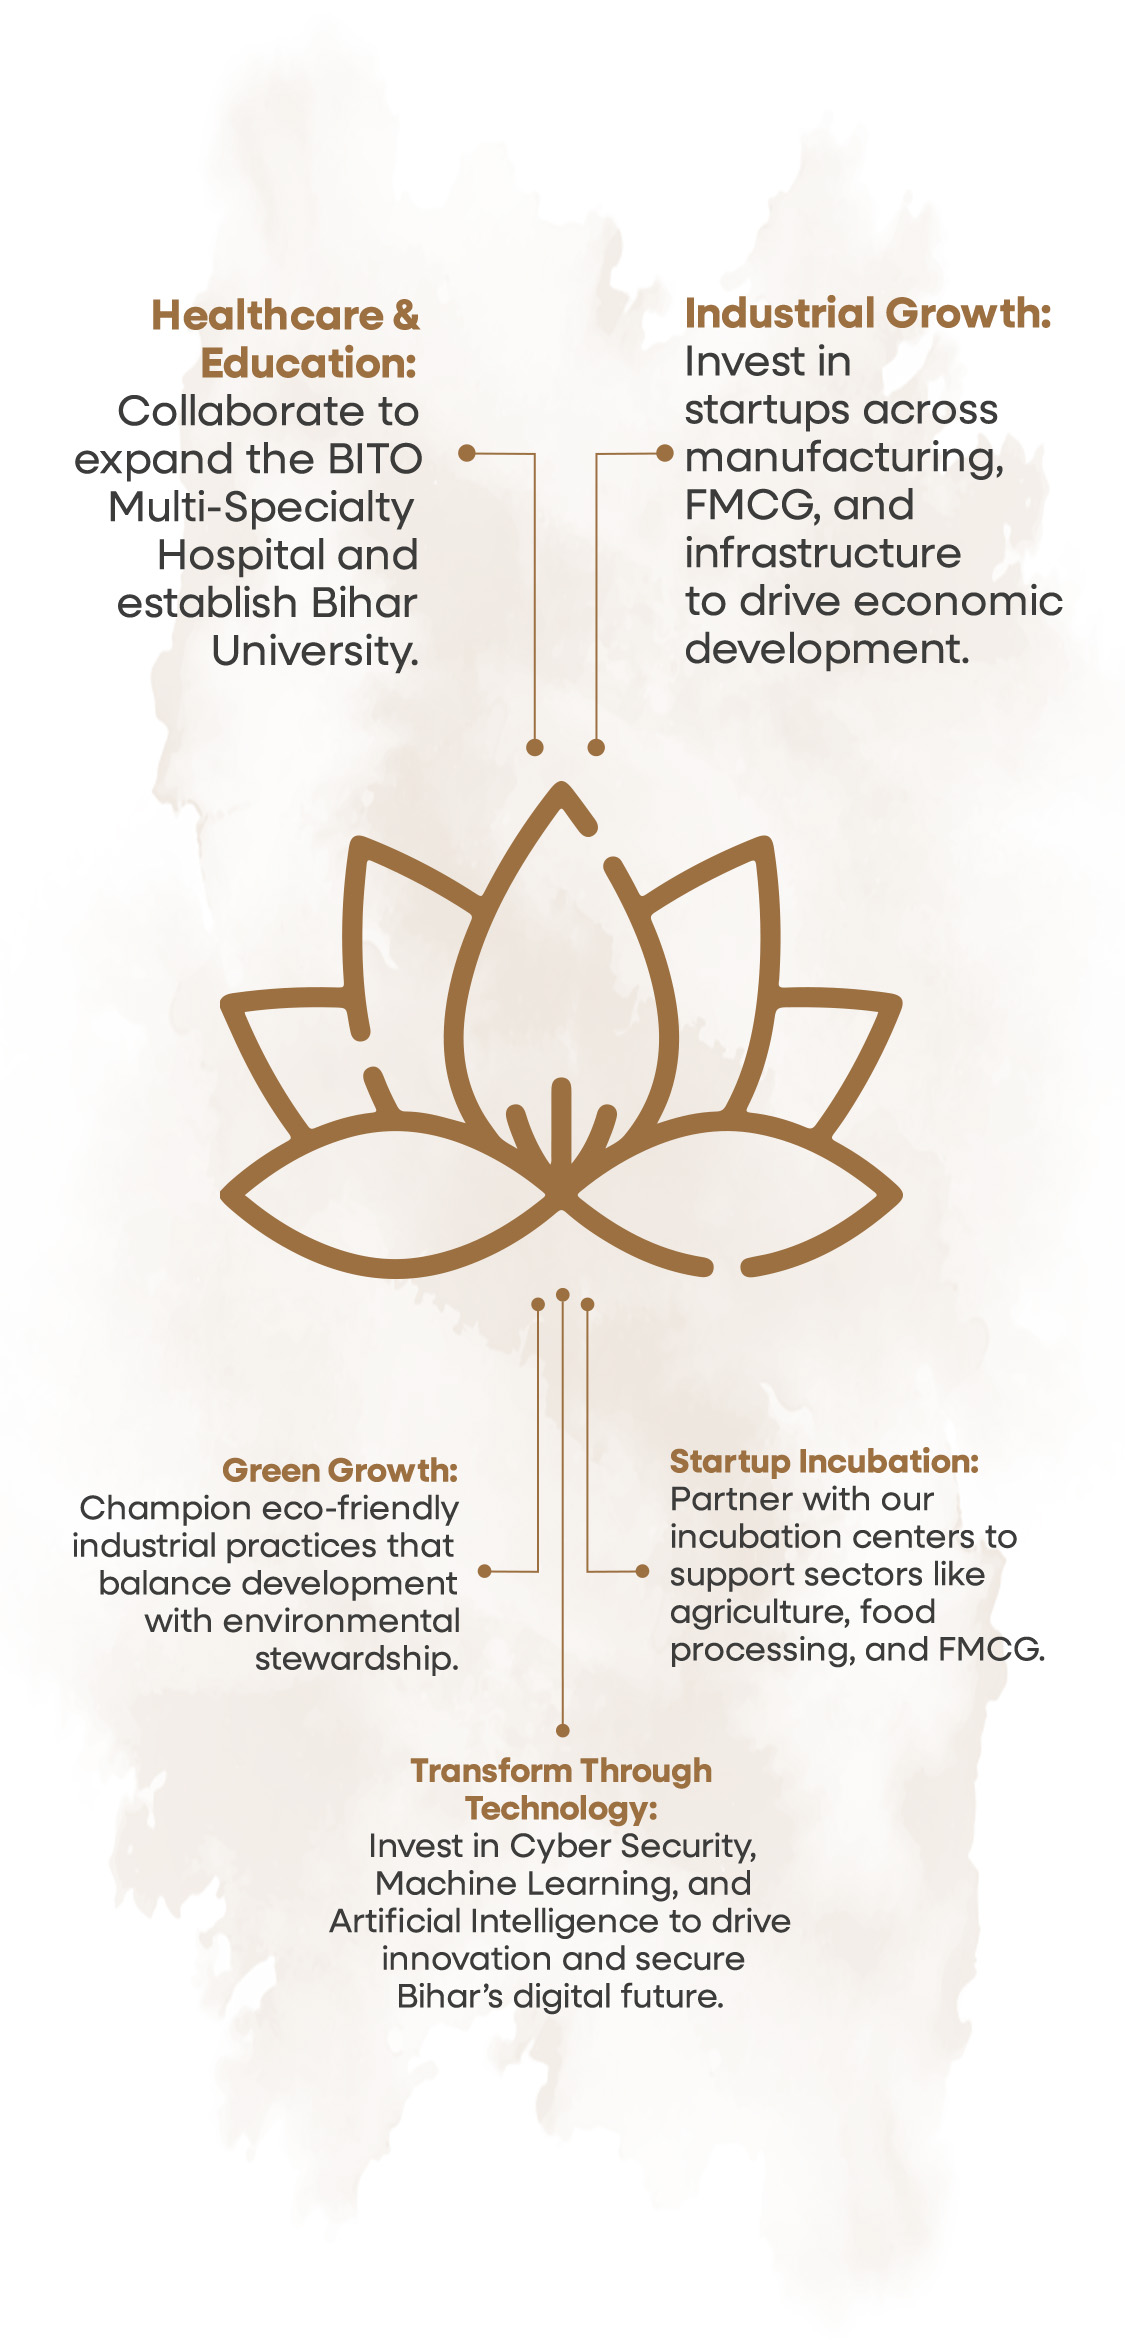 Healthcare &
Education:
Collaborate to
expand the BITO
Multi-Specialty
Hospital and
establish Bihar
University.
Industrial Growth:
Invest in
startups across
manufacturing,
FMCG, and
infrastructure
to drive economic
development.
Green Growth:
Champion eco-friendly
industrial practices that
balance development
with environmental
stewardship.
Startup Incubation:
Partner with our
incubation centers to
support sectors like
agriculture, food
processing, and FMCG.
Transform Through
Technology:
Invest in Cyber Security,
Machine Learning, and
Artificial Intelligence to drive
innovation and secure
Bihar’s digital future.